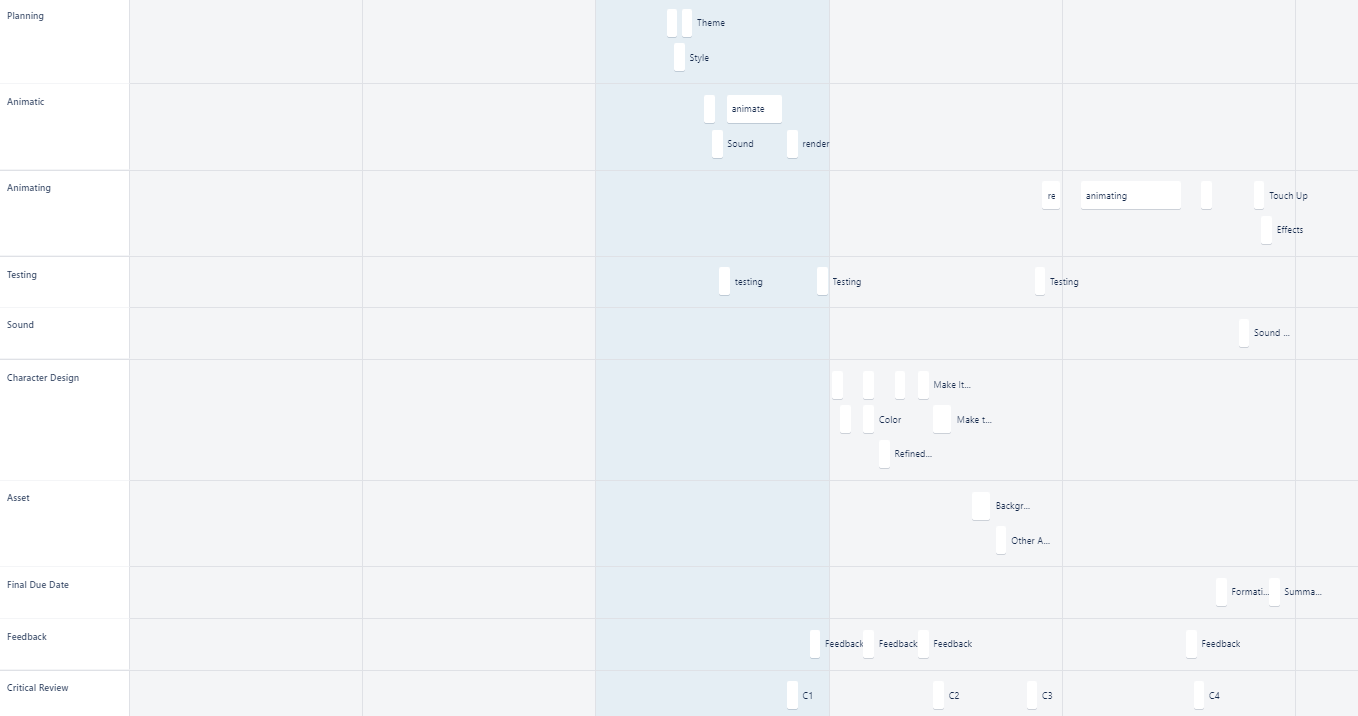 Planning
Theme
Style
Animatic
animate
Sound
render
Animating
re
animating
Touch Up
Effects
Testing
testing
Testing
Testing
Sound
Sound ...
Character Design
Make It...
Color
Make t...
Refined...
Asset
Backgr...
Other A...
Final Due Date
Formati...
Summa...
Feedback
Feedback
Feedback
Feedback
Feedback
Critical Review
C1
C2
C3
C4